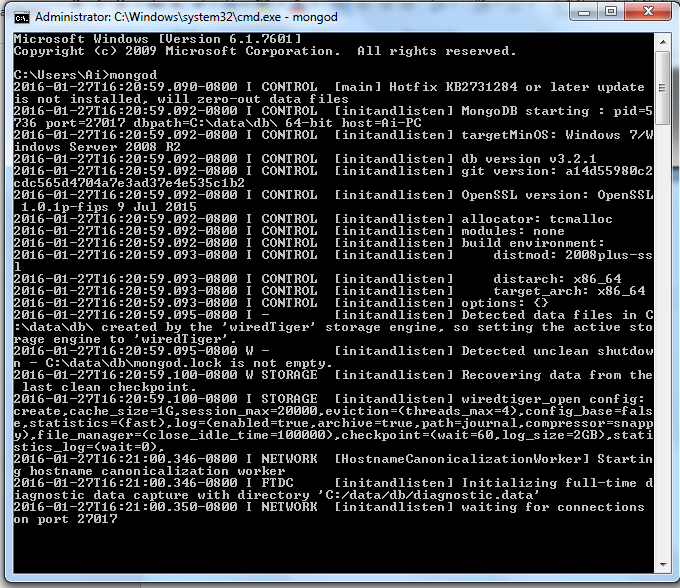 Administrator: C:\Windows\system32\cmd.exe - mongod
Microsoft Windows [Version 6.1.7601]
Copyright (c) 2009 Microsoft Corporation.  All rights reserved.
C:\Users\Ai>mongod
2016-01-27T16:20:59.090-0800 I CONTROL  [main] Hotfix KB2731284 or later update
is not installed, will zero-out data files
2016-01-27T16:20:59.092-0800 I CONTROL  [initandlisten] MongoDB starting : pid=5
736 port=27017 dbpath=C:\data\db\ 64-bit host=Ai-PC
2016-01-27T16:20:59.092-0800 I CONTROL  [initandlisten] targetMinOS: Windows 7/W
indows Server 2008 R2
2016-01-27T16:20:59.092-0800 I CONTROL  [initandlisten] db version v3.2.1
2016-01-27T16:20:59.092-0800 I CONTROL  [initandlisten] git version: a14d55980c2
cdc565d4704a7e3ad37e4e535c1b2
2016-01-27T16:20:59.092-0800 I CONTROL  [initandlisten] OpenSSL version: OpenSSL
 1.0.1p-fips 9 Jul 2015
2016-01-27T16:20:59.092-0800 I CONTROL  [initandlisten] allocator: tcmalloc
2016-01-27T16:20:59.092-0800 I CONTROL  [initandlisten] modules: none
2016-01-27T16:20:59.092-0800 I CONTROL  [initandlisten] build environment:
2016-01-27T16:20:59.093-0800 I CONTROL  [initandlisten]     distmod: 2008plus-ss
l
2016-01-27T16:20:59.093-0800 I CONTROL  [initandlisten]     distarch: x86_64
2016-01-27T16:20:59.093-0800 I CONTROL  [initandlisten]     target_arch: x86_64
2016-01-27T16:20:59.093-0800 I CONTROL  [initandlisten] options: {}
2016-01-27T16:20:59.095-0800 I -        [initandlisten] Detected data files in C
:\data\db\ created by the 'wiredTiger' storage engine, so setting the active sto
rage engine to 'wiredTiger'.
2016-01-27T16:20:59.095-0800 W -        [initandlisten] Detected unclean shutdow
n - C:\data\db\mongod.lock is not empty.
2016-01-27T16:20:59.100-0800 W STORAGE  [initandlisten] Recovering data from the
 last clean checkpoint.
2016-01-27T16:20:59.100-0800 I STORAGE  [initandlisten] wiredtiger_open config:
create,cache_size=1G,session_max=20000,eviction=(threads_max=4),config_base=fals
e,statistics=(fast),log=(enabled=true,archive=true,path=journal,compressor=snapp
y),file_manager=(close_idle_time=100000),checkpoint=(wait=60,log_size=2GB),stati
stics_log=(wait=0),
2016-01-27T16:21:00.346-0800 I NETWORK  [HostnameCanonicalizationWorker] Startin
g hostname canonicalization worker
2016-01-27T16:21:00.346-0800 I FTDC     [initandlisten] Initializing full-time d
iagnostic data capture with directory 'C:/data/db/diagnostic.data'
2016-01-27T16:21:00.350-0800 I NETWORK  [initandlisten] waiting for connections
on port 27017